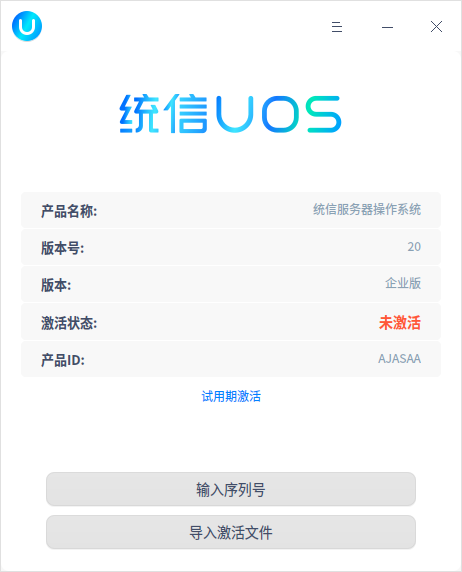 统信UOS
产品名称: 统信服务器操作系统
版本号: 20
版本: 企业版
激活状态: 未激活
产品ID: AJASAA
试用期激活
输入序列号
导入激活文件